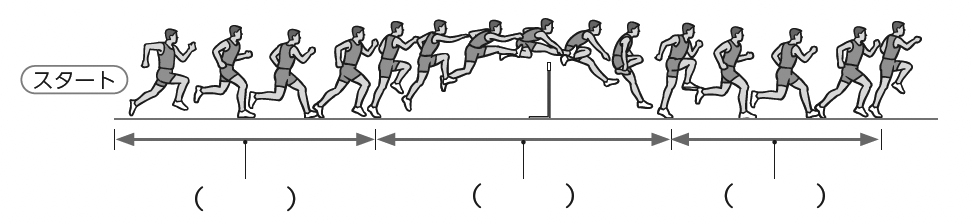 スタート
(　　) (　　) (　　)